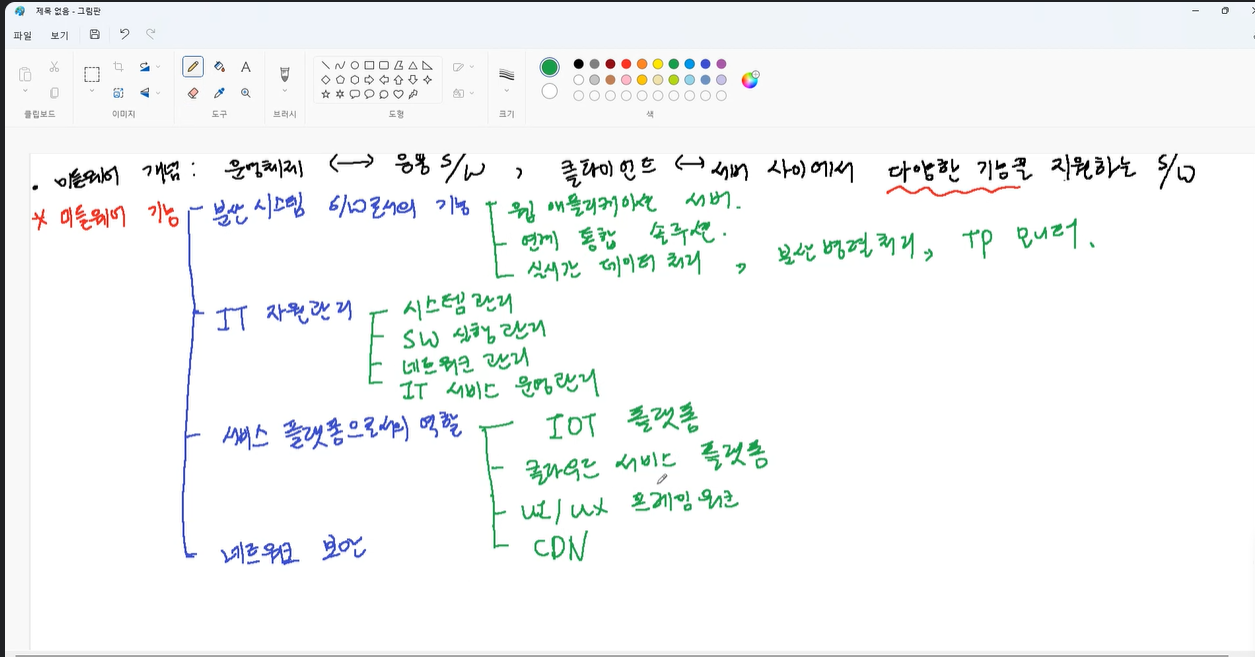 제목 없음 - 그림판
파일 보기
클립보드 이미지 도구 브러시 도형 크기 색
• 미들웨어 개념 : 운영체제 ↔ 응용 S/W , 클라이언트 ↔ 서버 사이에서 다양한 기능을 지원하는 S/W
* 미들웨어 기능
분산 시스템 S/W로서의 기능
웹 애플리케이션 서버.
연계 통합 솔루션.
실시간 데이터 처리 , 분산병렬처리, TP 모니터.
IT 자원관리
시스템 관리
SW 실행 관리
네트워크 관리
IT 서비스 운영관리
서비스 플랫폼으로서의 역할
IOT 플랫폼
클라우드 서비스 플랫폼
UI/UX 프레임워크
CDN
네트워크 보안